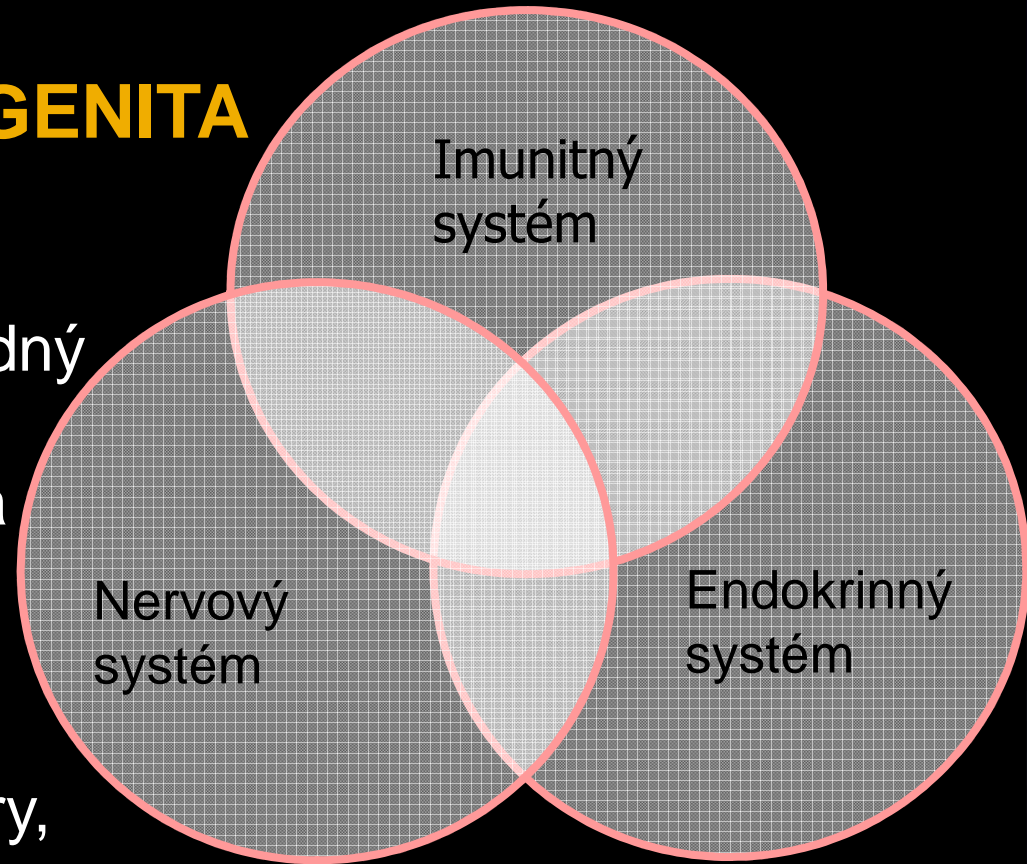 GENITA
Imunitný
systém
dný
a
Nervový
systém
Endokrinný
systém
ry,